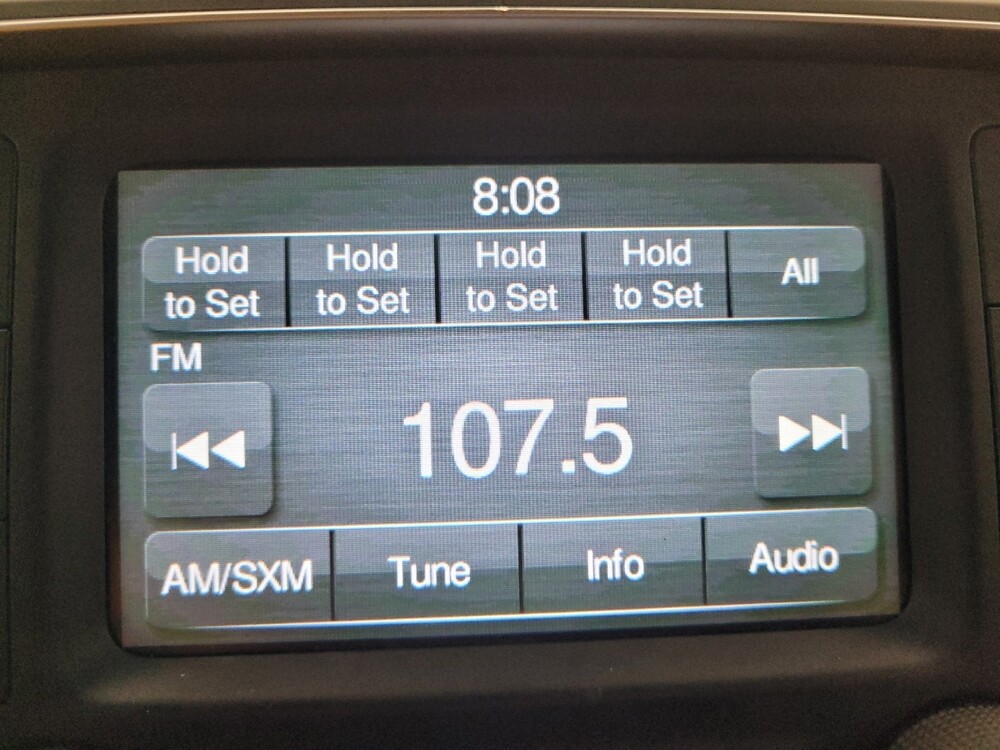 8:08
Hold to Set
Hold to Set
Hold to Set
Hold to Set
All
FM
107.5
AM/SXM
Tune
Info
Audio